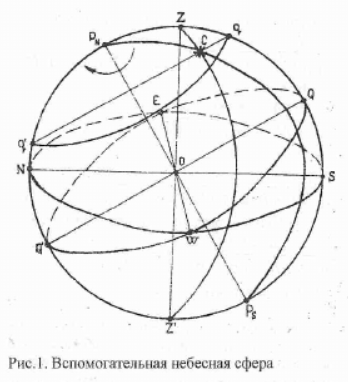 Z
q
P_N
C
E
Q
q'
N
O
S
W
Q'
P_S
Z'
Рис.1. Вспомогательная небесная сфера